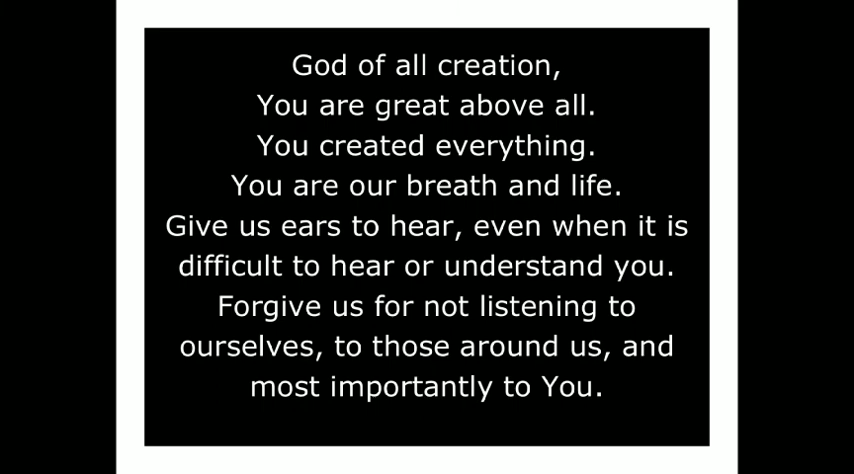 God of all creation,
You are great above all.
You created everything.
You are our breath and life.
Give us ears to hear, even when it is
difficult to hear or understand you.
Forgive us for not listening to
ourselves, to those around us, and
most importantly to You.